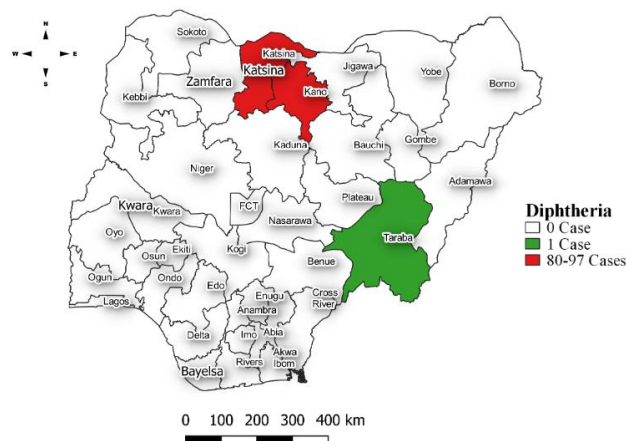 N
W E
S
Sokoto
Katsina
Katsina
Jigawa
Yobe
Borno
Zamfara
Kebbi
Kano
Gombe
Kaduna
Bauchi
Niger
Adamawa
Plateau
Kwara
Kwara
FCT
Nasarawa
Taraba
Oyo
Ekiti
Kogi
Osun
Benue
Ogun
Ondo
Edo
Lagos
Enugu
Cross
River
Anambra
Delta
Imo
Abia
Akwa
Ibom
Rivers
Bayelsa
Diphtheria
0 Case
1 Case
80-97 Cases
0 100 200 300 400 km